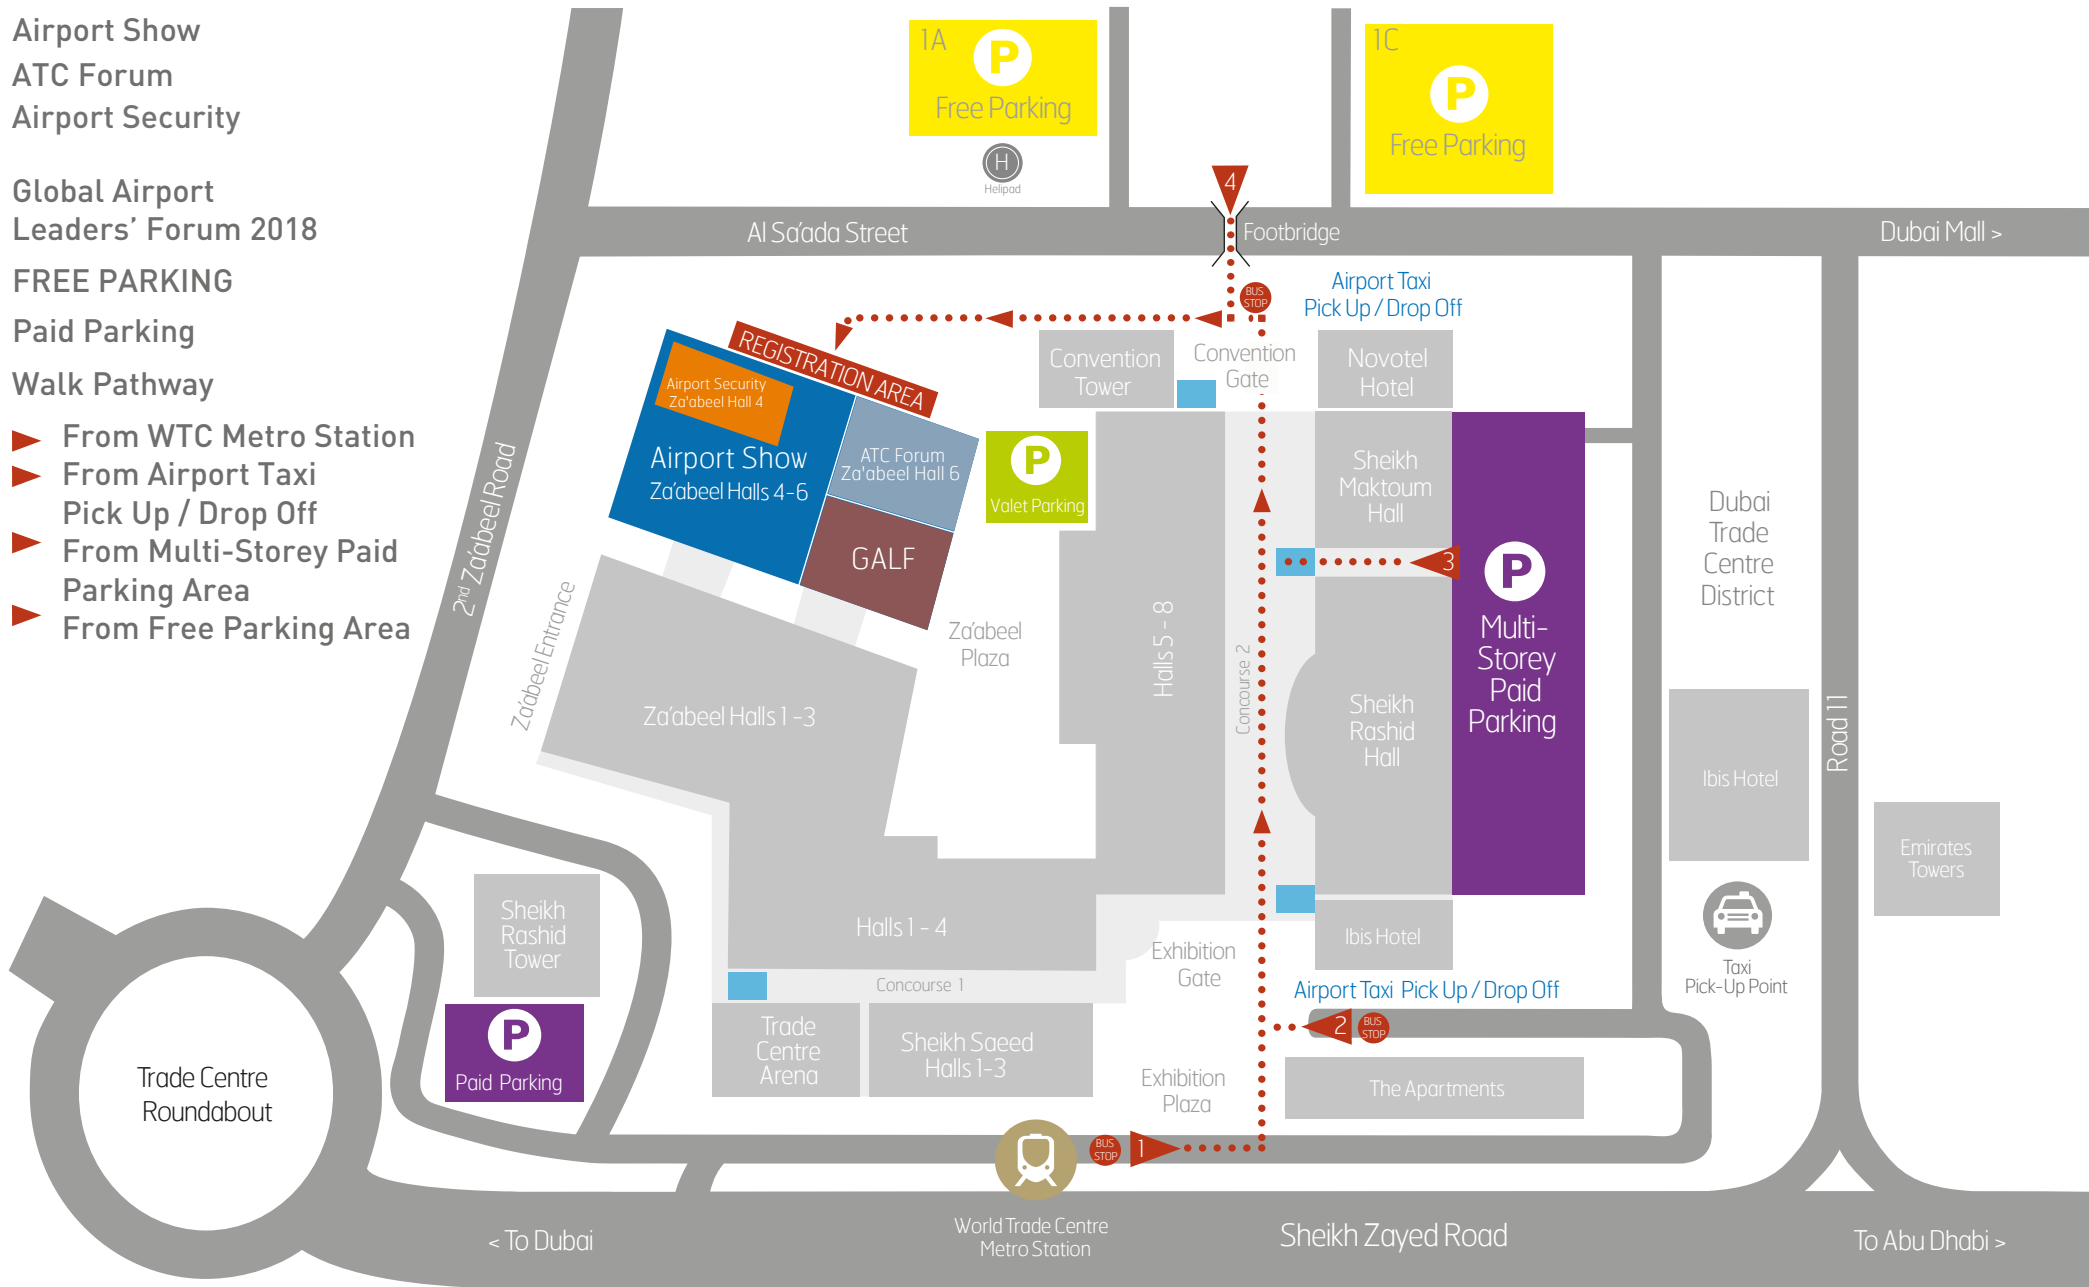 Airport Show
ATC Forum
Airport Security
Global Airport
Leaders’ Forum 2018
FREE PARKING
Paid Parking
Walk Pathway
From WTC Metro Station
From Airport Taxi
Pick Up / Drop Off
From Multi-Storey Paid
Parking Area
From Free Parking Area
1A
P
Free Parking
H
Helipad
1C
P
Free Parking
4
Al Sa'ada Street
Footbridge
Dubai Mall >
BUS
STOP
Airport Taxi
Pick Up / Drop Off
REGISTRATION AREA
Airport Security
Za'abeel Hall 4
Airport Show
Za'abeel Halls 4-6
ATC Forum
Za'abeel Hall 6
GALF
P
Valet Parking
Convention
Tower
Convention
Gate
Novotel
Hotel
Sheikh
Maktoum
Hall
3
P
Multi-
Storey
Paid
Parking
Dubai
Trade
Centre
District
2nd Za'abeel Road
Za'abeel Entrance
Za'abeel
Plaza
Za'abeel Halls 1 -3
Halls 5 - 8
Concourse 2
Sheikh
Rashid
Hall
Road 11
Ibis Hotel
Emirates
Towers
Taxi
Pick-Up Point
Sheikh
Rashid
Tower
Halls 1 - 4
Exhibition
Gate
Ibis Hotel
Concourse 1
Airport Taxi Pick Up / Drop Off
2
BUS
STOP
P
Paid Parking
Trade
Centre
Arena
Sheikh Saeed
Halls 1-3
Exhibition
Plaza
The Apartments
Trade Centre
Roundabout
BUS
STOP
1
World Trade Centre
Metro Station
< To Dubai
Sheikh Zayed Road
To Abu Dhabi >